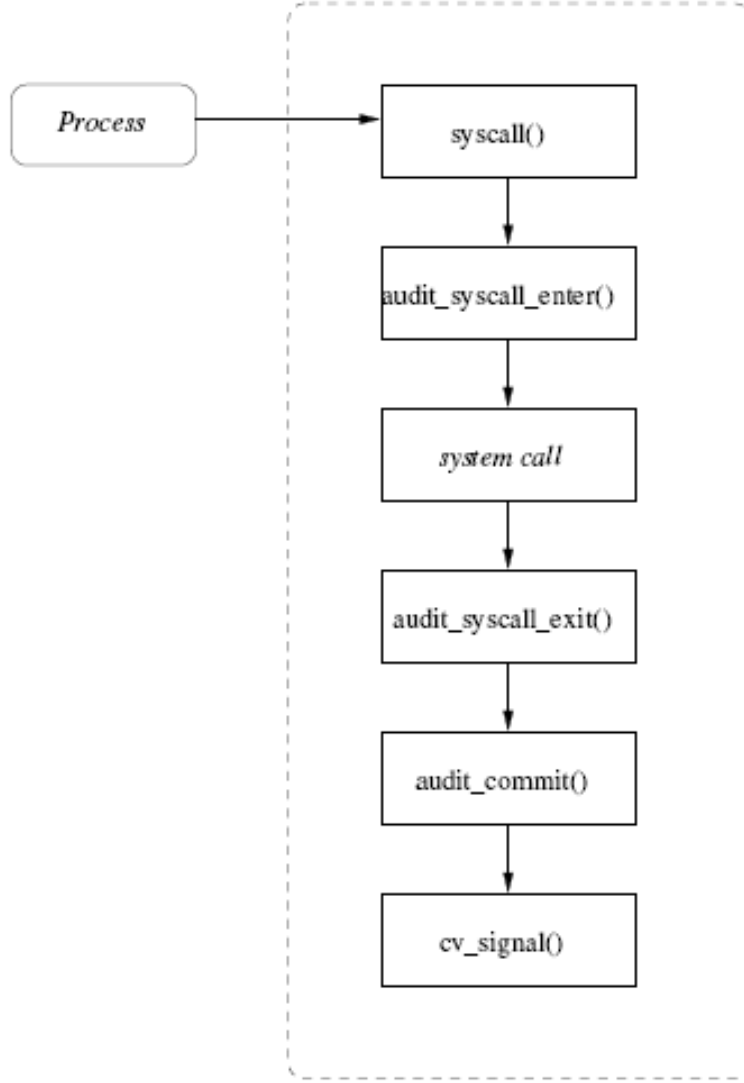 Process
syscall()
audit_syscall_enter()
system call
audit_syscall_exit()
audit_commit()
cv_signal()